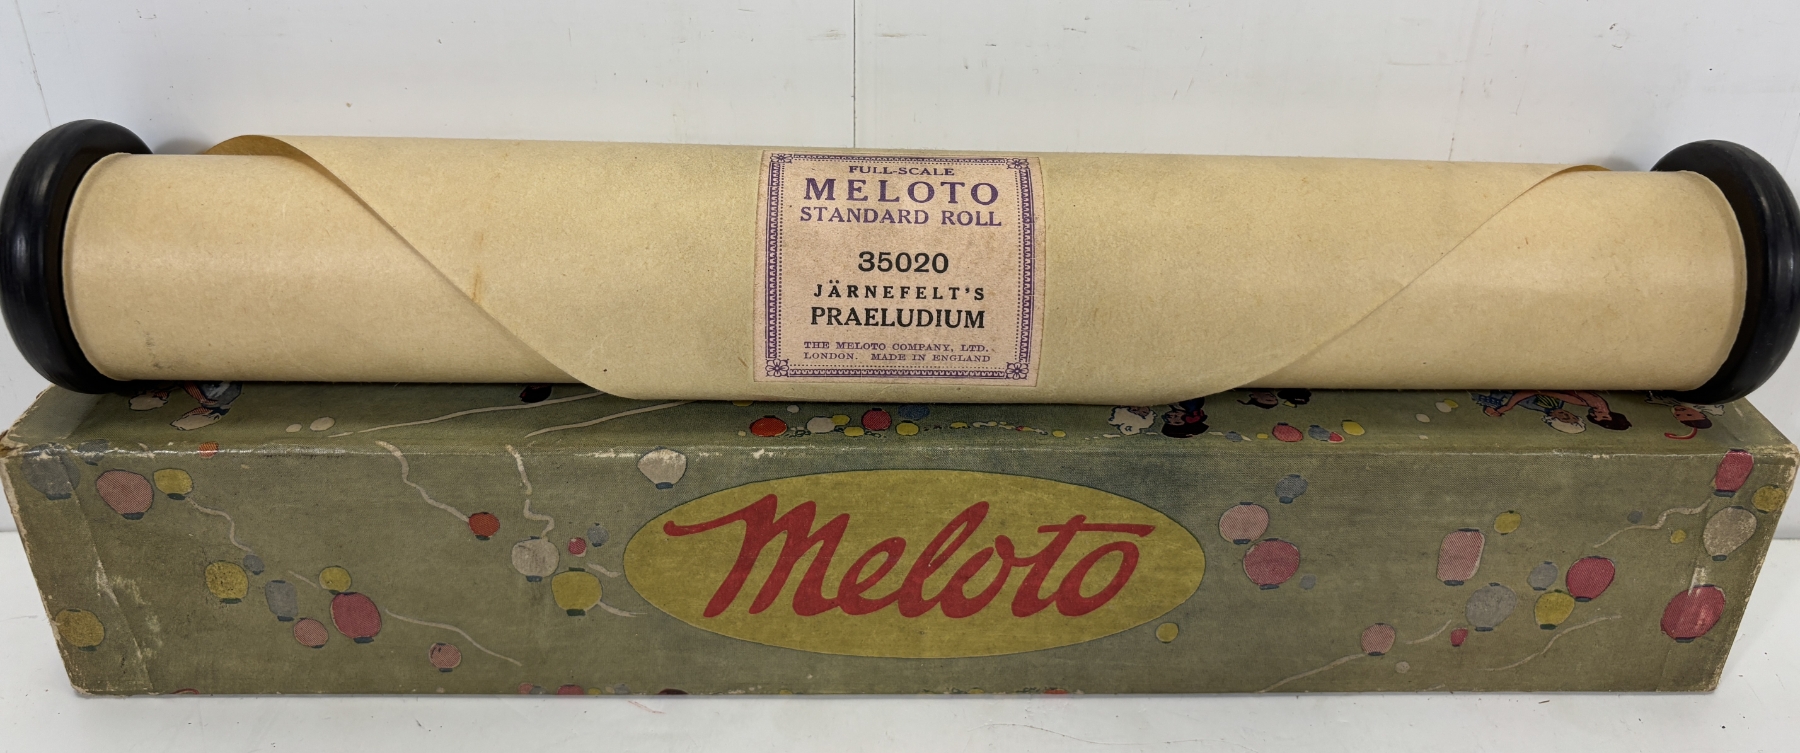 FULL-SCALE
MELOTO
STANDARD ROLL
35020
JÄRNEFELT'S
PRAELUDIUM
THE MELOTO COMPANY, LTD.
LONDON. MADE IN ENGLAND
Meloto